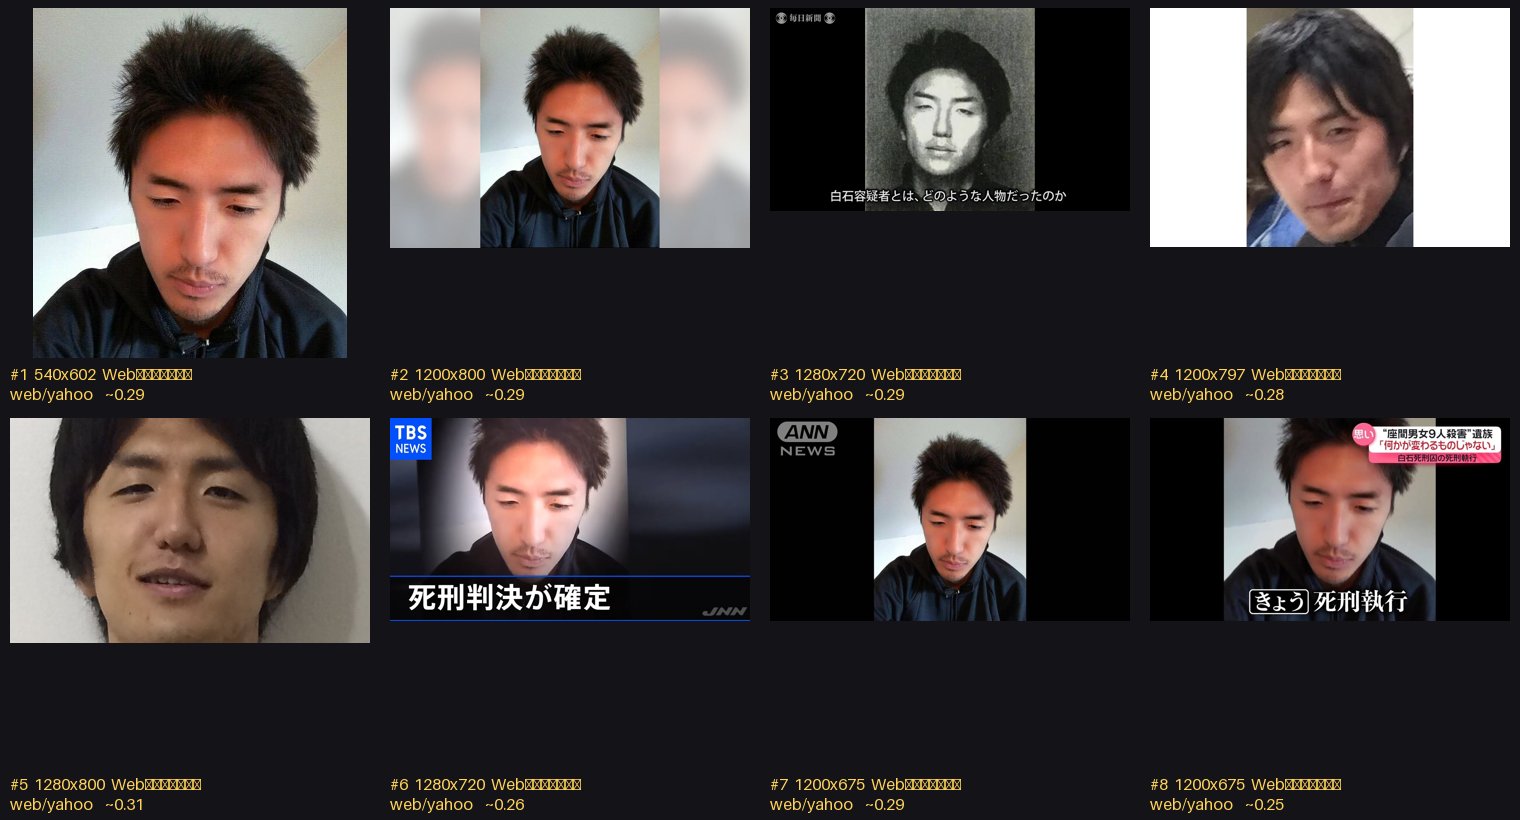 毎日新聞
白石容疑者とは、どのような人物だったのか
#1 540x602 Web
web/yahoo ~0.29
#2 1200x800 Web
web/yahoo ~0.29
#3 1280x720 Web
web/yahoo ~0.29
#4 1200x797 Web
web/yahoo ~0.28
TBS
NEWS
死刑判決が確定
JNN
ANN
NEWS
思い
“座間男女9人殺害”遺族
「何かが変わるものじゃない」
白石死刑囚の死刑執行
きょう 死刑執行
#5 1280x800 Web
web/yahoo ~0.31
#6 1280x720 Web
web/yahoo ~0.26
#7 1200x675 Web
web/yahoo ~0.29
#8 1200x675 Web
web/yahoo ~0.25